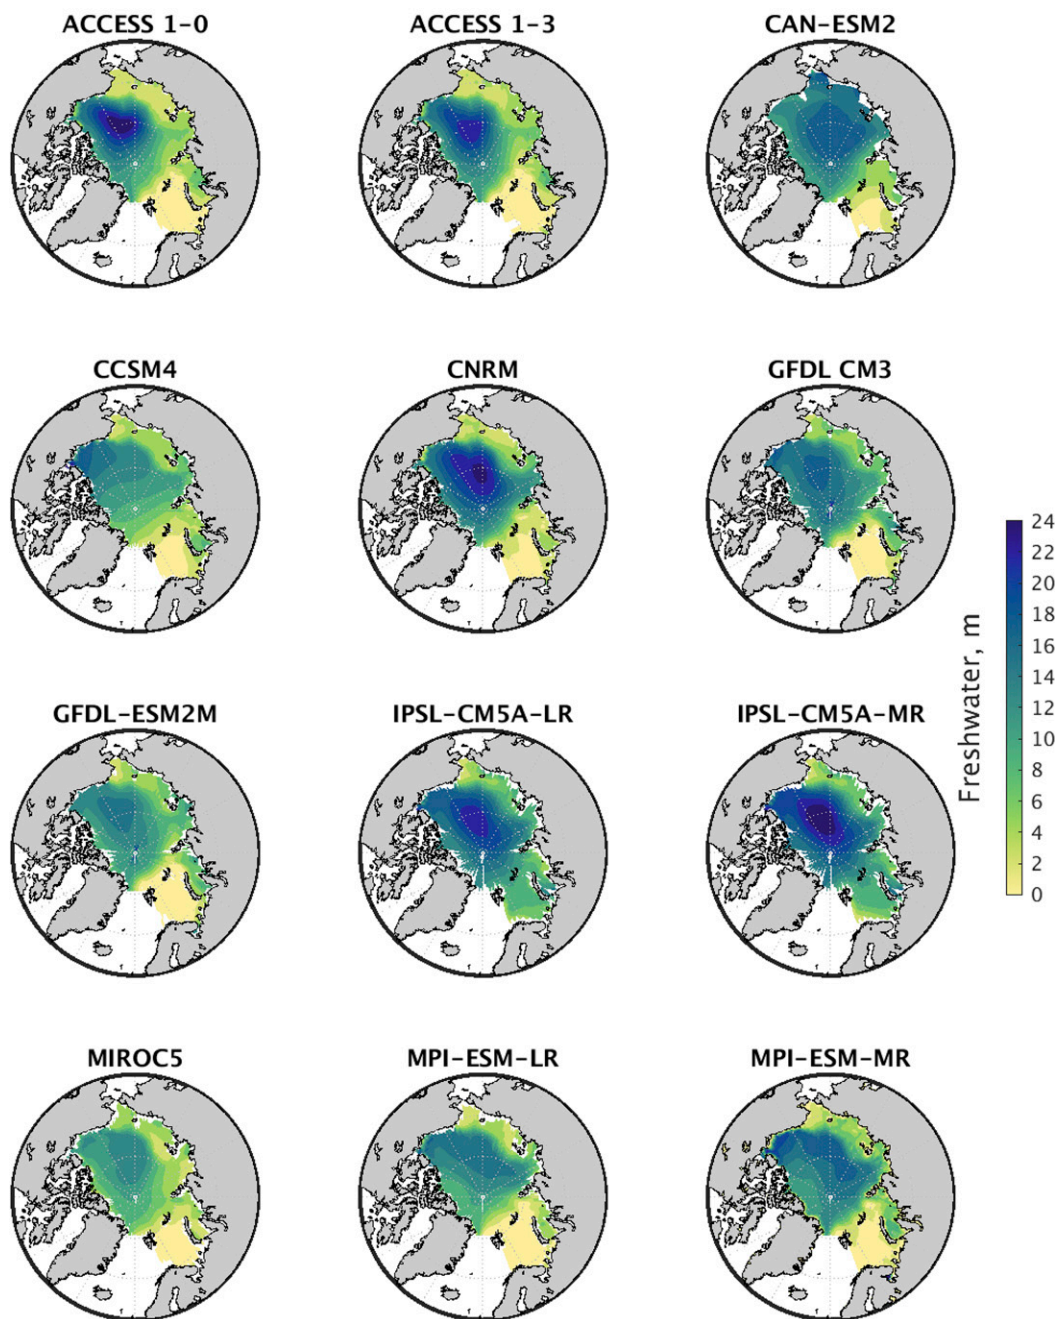 ACCESS 1-0 ACCESS 1-3 CAN-ESM2
CCSM4 CNRM GFDL CM3
GFDL-ESM2M IPSL-CM5A-LR IPSL-CM5A-MR
MIROC5 MPI-ESM-LR MPI-ESM-MR
Freshwater, m
24
22
20
18
16
14
12
10
8
6
4
2
0